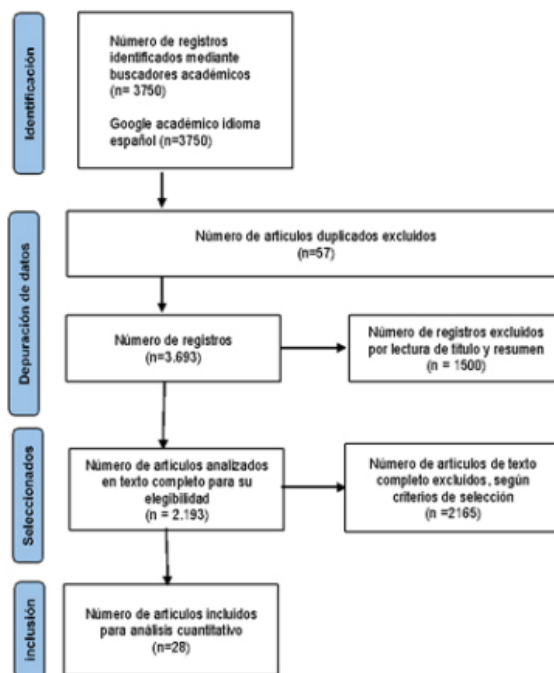 Identificación
Número de registros
identificados mediante
buscadores académicos
(n= 3750)
Google académico idioma
español (n=3750)
Depuración de datos
Número de artículos duplicados excluidos
(n=57)
Número de registros
(n=3.693)
Número de registros excluidos
por lectura de título y resumen
(n = 1500)
Seleccionados
Número de artículos analizados
en texto completo para su
elegibilidad
(n = 2.193)
Número de artículos de texto
completo excluidos, según
criterios de selección
(n =2165)
inclusión
Número de artículos incluidos
para análisis cuantitativo
(n=28)